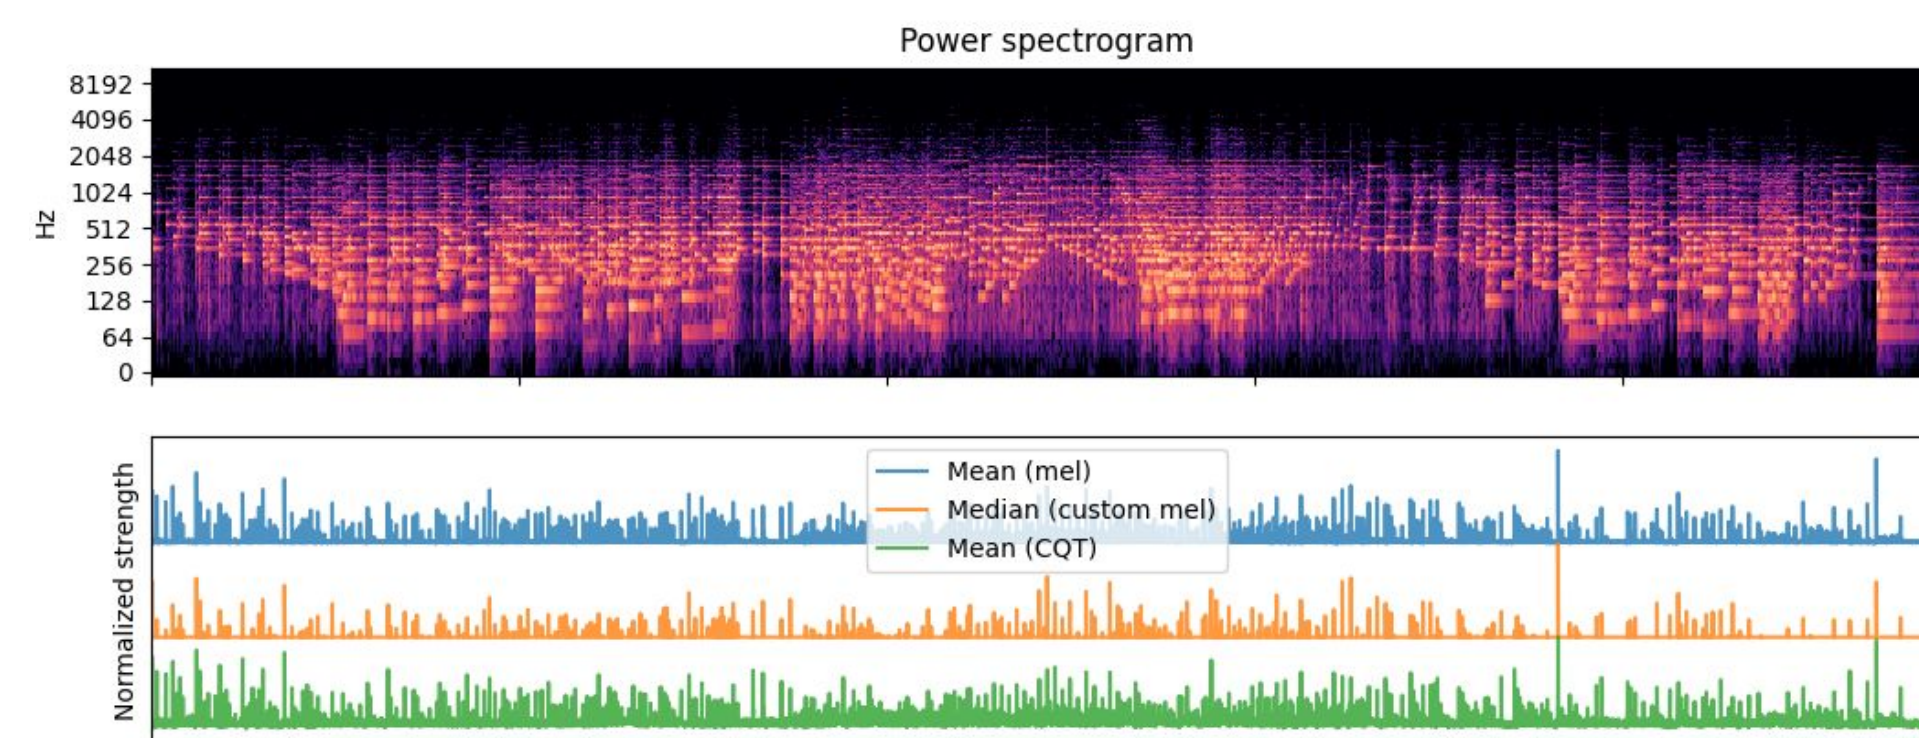 Power spectrogram
8192
4096
2048
1024
512
256
128
64
0
Hz
Mean (mel)
Median (custom mel)
Mean (CQT)
Normalized strength